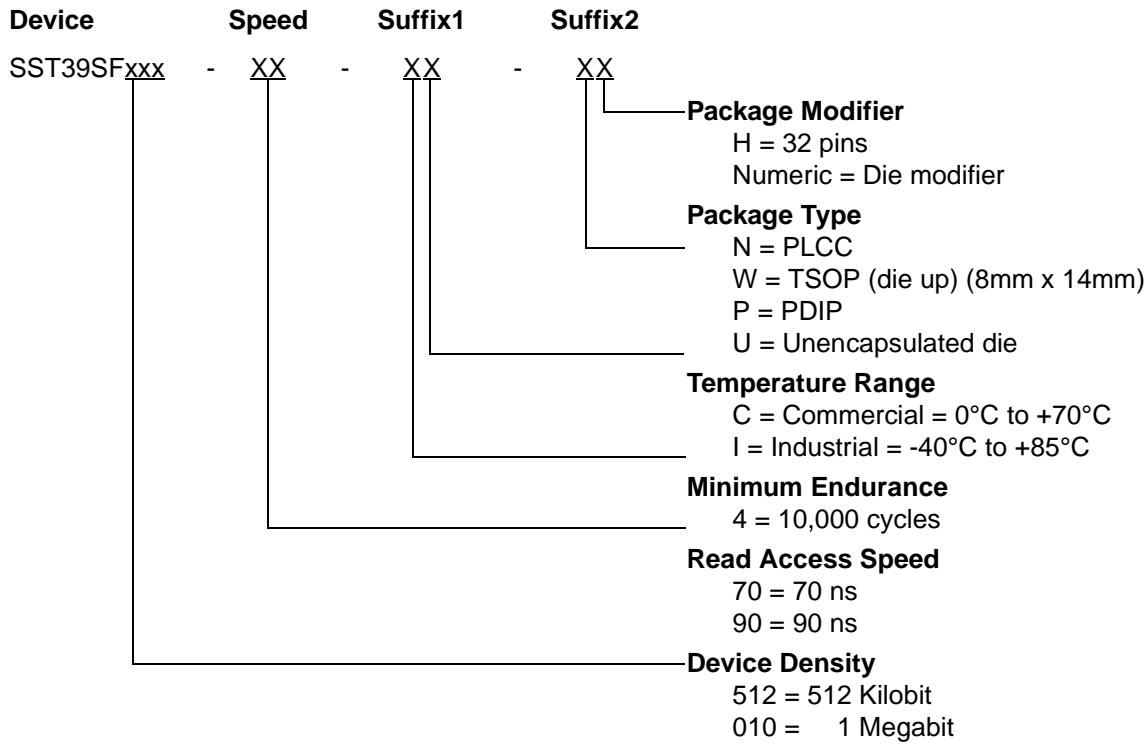 Device Speed Suffix1 Suffix2
SST39SFxxx - XX - XX - XX
Package Modifier
H = 32 pins
Numeric = Die modifier
Package Type
N = PLCC
W = TSOP (die up) (8mm x 14mm)
P = PDIP
U = Unencapsulated die
Temperature Range
C = Commercial = 0°C to +70°C
I = Industrial = -40°C to +85°C
Minimum Endurance
4 = 10,000 cycles
Read Access Speed
70 = 70 ns
90 = 90 ns
Device Density
512 = 512 Kilobit
010 = 1 Megabit